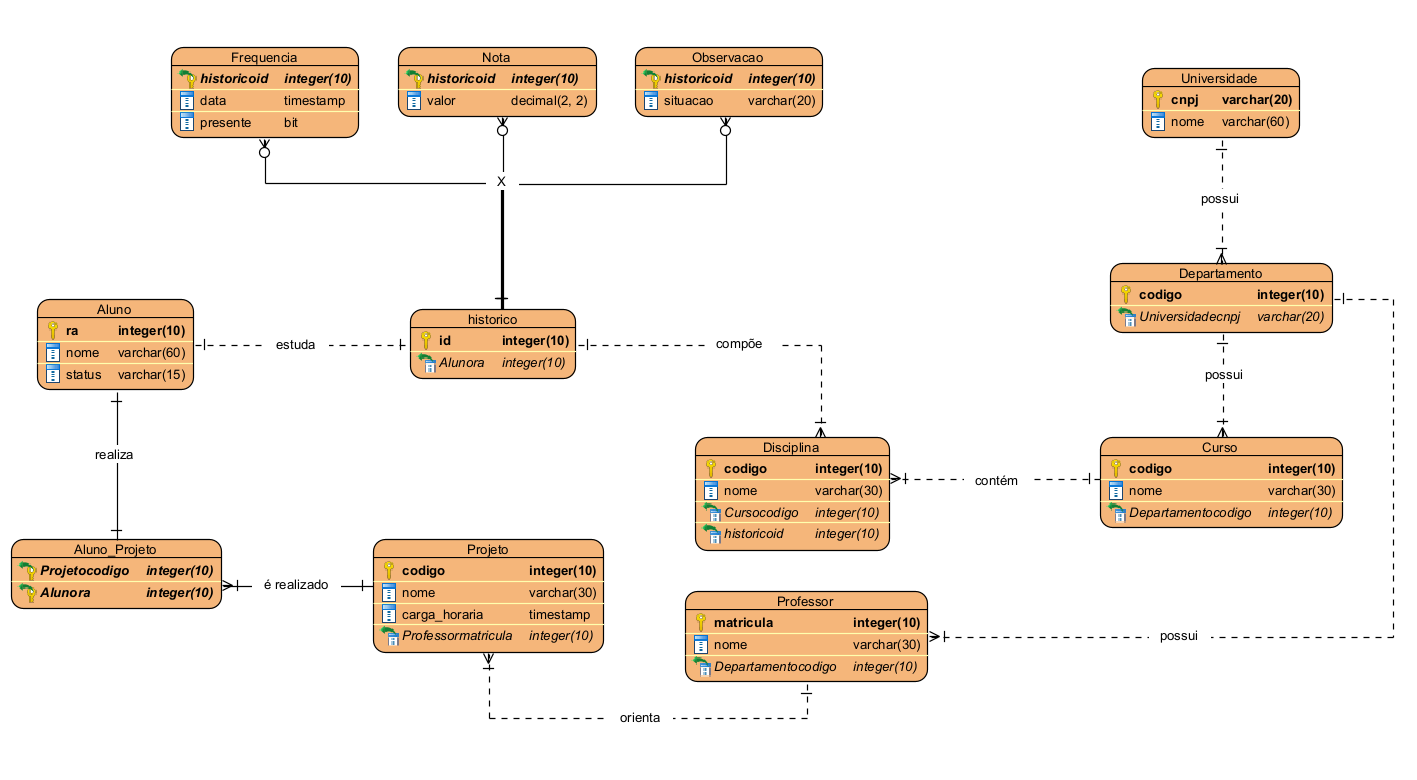 Frequencia
historicoid integer(10)
data timestamp
presente bit
Nota
historicoid integer(10)
valor decimal(2, 2)
Observacao
historicoid integer(10)
situacao varchar(20)
Universidade
cnpj varchar(20)
nome varchar(60)
X
possui
Departamento
codigo integer(10)
Universidadecnpj varchar(20)
Aluno
ra integer(10)
nome varchar(60)
status varchar(15)
estuda
historico
id integer(10)
Alunora integer(10)
compõe
possui
realiza
Disciplina
codigo integer(10)
nome varchar(30)
Cursocodigo integer(10)
historicoid integer(10)
contém
Curso
codigo integer(10)
nome varchar(30)
Departamentocodigo integer(10)
Aluno_Projeto
Projetocodigo integer(10)
Alunora integer(10)
é realizado
Projeto
codigo integer(10)
nome varchar(30)
carga_horaria timestamp
Professormatricula integer(10)
Professor
matricula integer(10)
nome varchar(30)
Departamentocodigo integer(10)
possui
orienta